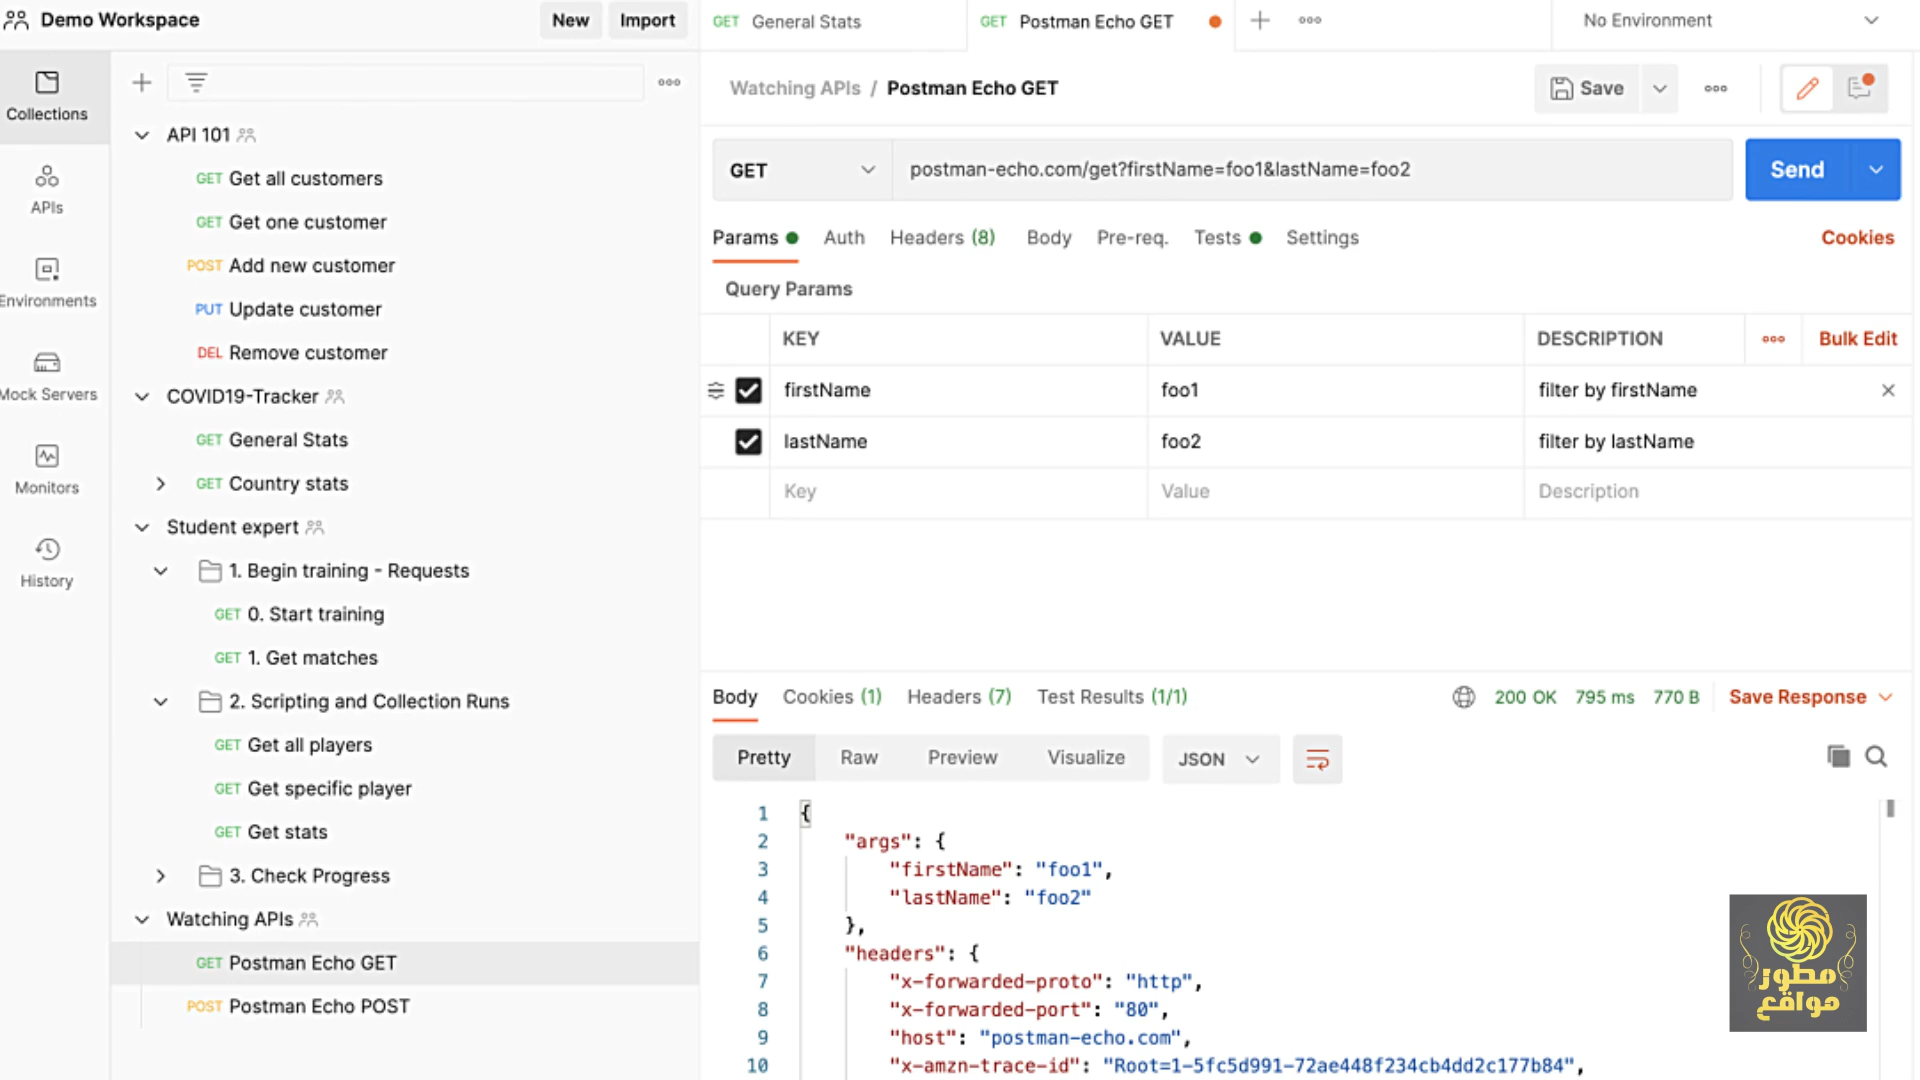 Demo Workspace
New
Import
GET General Stats
GET Postman Echo GET
No Environment
Collections
APIs
Environments
Mock Servers
Monitors
History
API 101
GET Get all customers
GET Get one customer
POST Add new customer
PUT Update customer
DEL Remove customer
COVID19-Tracker
GET General Stats
GET Country stats
Student expert
1. Begin training - Requests
GET 0. Start training
GET 1. Get matches
2. Scripting and Collection Runs
GET Get all players
GET Get specific player
GET Get stats
3. Check Progress
Watching APIs
GET Postman Echo GET
POST Postman Echo POST
Watching APIs / Postman Echo GET
Save
GET
postman-echo.com/get?firstName=foo1&lastName=foo2
Send
Params Auth Headers (8) Body Pre-req. Tests Settings
Cookies
Query Params
KEY VALUE DESCRIPTION Bulk Edit
firstName foo1 filter by firstName
lastName foo2 filter by lastName
Key Value Description
Body Cookies (1) Headers (7) Test Results (1/1)
200 OK 795 ms 770 B Save Response
Pretty Raw Preview Visualize JSON
1 {
2 "args": {
3 "firstName": "foo1",
4 "lastName": "foo2"
5 },
6 "headers": {
7 "x-forwarded-proto": "http",
8 "x-forwarded-port": "80",
9 "host": "postman-echo.com",
10 "x-amzn-trace-id": "Root=1-5fc5d991-72ae448f234cb4dd2c177b84",
مطور
مواقع